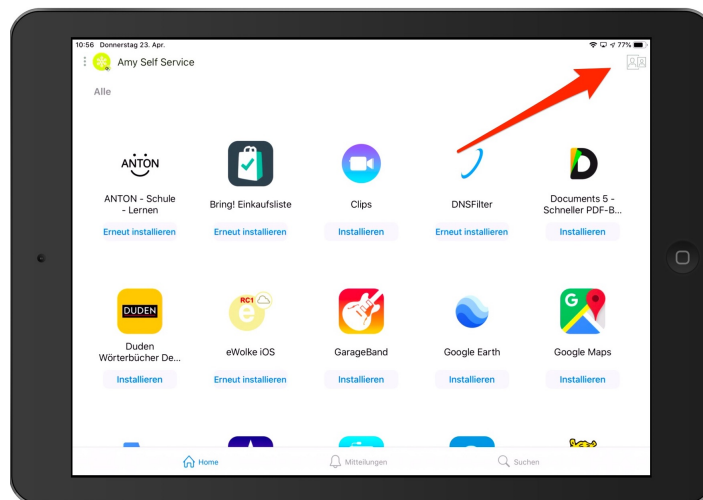 10:56 Donnerstag 23. Apr.
77%
Amy Self Service
Alle
ANTON
ANTON - Schule
- Lernen
Erneut installieren
Bring! Einkaufsliste
Erneut installieren
Clips
Installieren
DNSFilter
Erneut installieren
Documents 5 -
Schneller PDF-B...
Installieren
DUDEN
Duden
Wörterbücher De...
Installieren
RC1
e
eWolke iOS
Erneut installieren
GarageBand
Installieren
Google Earth
Installieren
G
Google Maps
Installieren
Home
Mitteilungen
Suchen